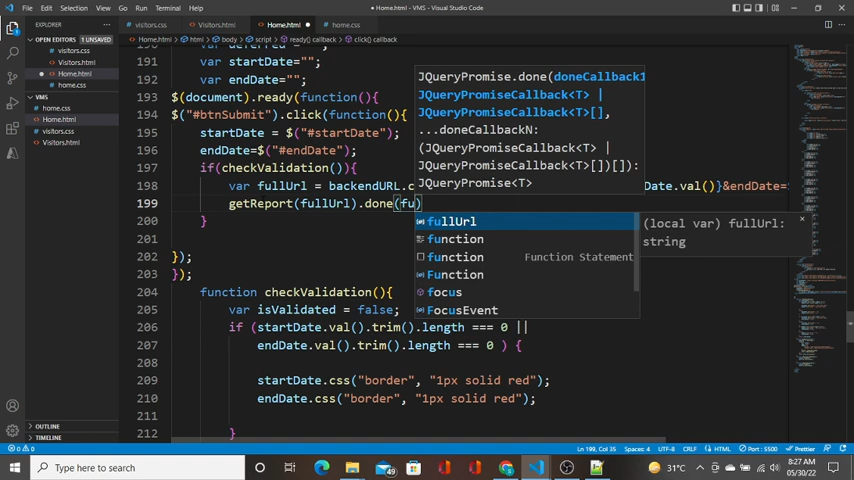 File Edit Selection View Go Run Terminal Help
● Home.html - VMS - Visual Studio Code
EXPLORER
visitors.css
Visitors.html
Home.html
home.css
OPEN EDITORS 1 UNSAVED
Home.html > html > body > script > ready() callback > click() callback
visitors.css
Visitors.html
Home.html
home.css
VMS
home.css
Home.html
visitors.css
Visitors.html
191 var startDate="";
192 var endDate="";
193 $(document).ready(function(){
194 $("#btnSubmit").click(function(){
195 startDate = $("#startDate");
196 endDate=$("#endDate");
197 if(checkValidation()){
198 var fullUrl = backendURL.c Date.val()}&endDate=
199 getReport(fullUrl).done(fu)
200 }
201
202 });
203 });
204 function checkValidation(){
205 var isValidated = false;
206 if (startDate.val().trim().length === 0 ||
207 endDate.val().trim().length === 0 ) {
208
209 startDate.css("border", "1px solid red");
210 endDate.css("border", "1px solid red");
211
212 }
JQueryPromise.done(doneCallback1
JQueryPromiseCallback<T> |
JQueryPromiseCallback<T>[],
...doneCallbackN:
(JQueryPromiseCallback<T> |
JQueryPromiseCallback<T>[])[]):
JQueryPromise<T>
fullUrl
function
function Function Statement
Function
focus
FocusEvent
(local var) fullUrl:
string
OUTLINE
TIMELINE
0 0
Ln 199, Col 35 Spaces: 4 UTF-8 CRLF HTML Port : 5500 Prettier
Type here to search
49
31°C
8:27 AM
05/30/22